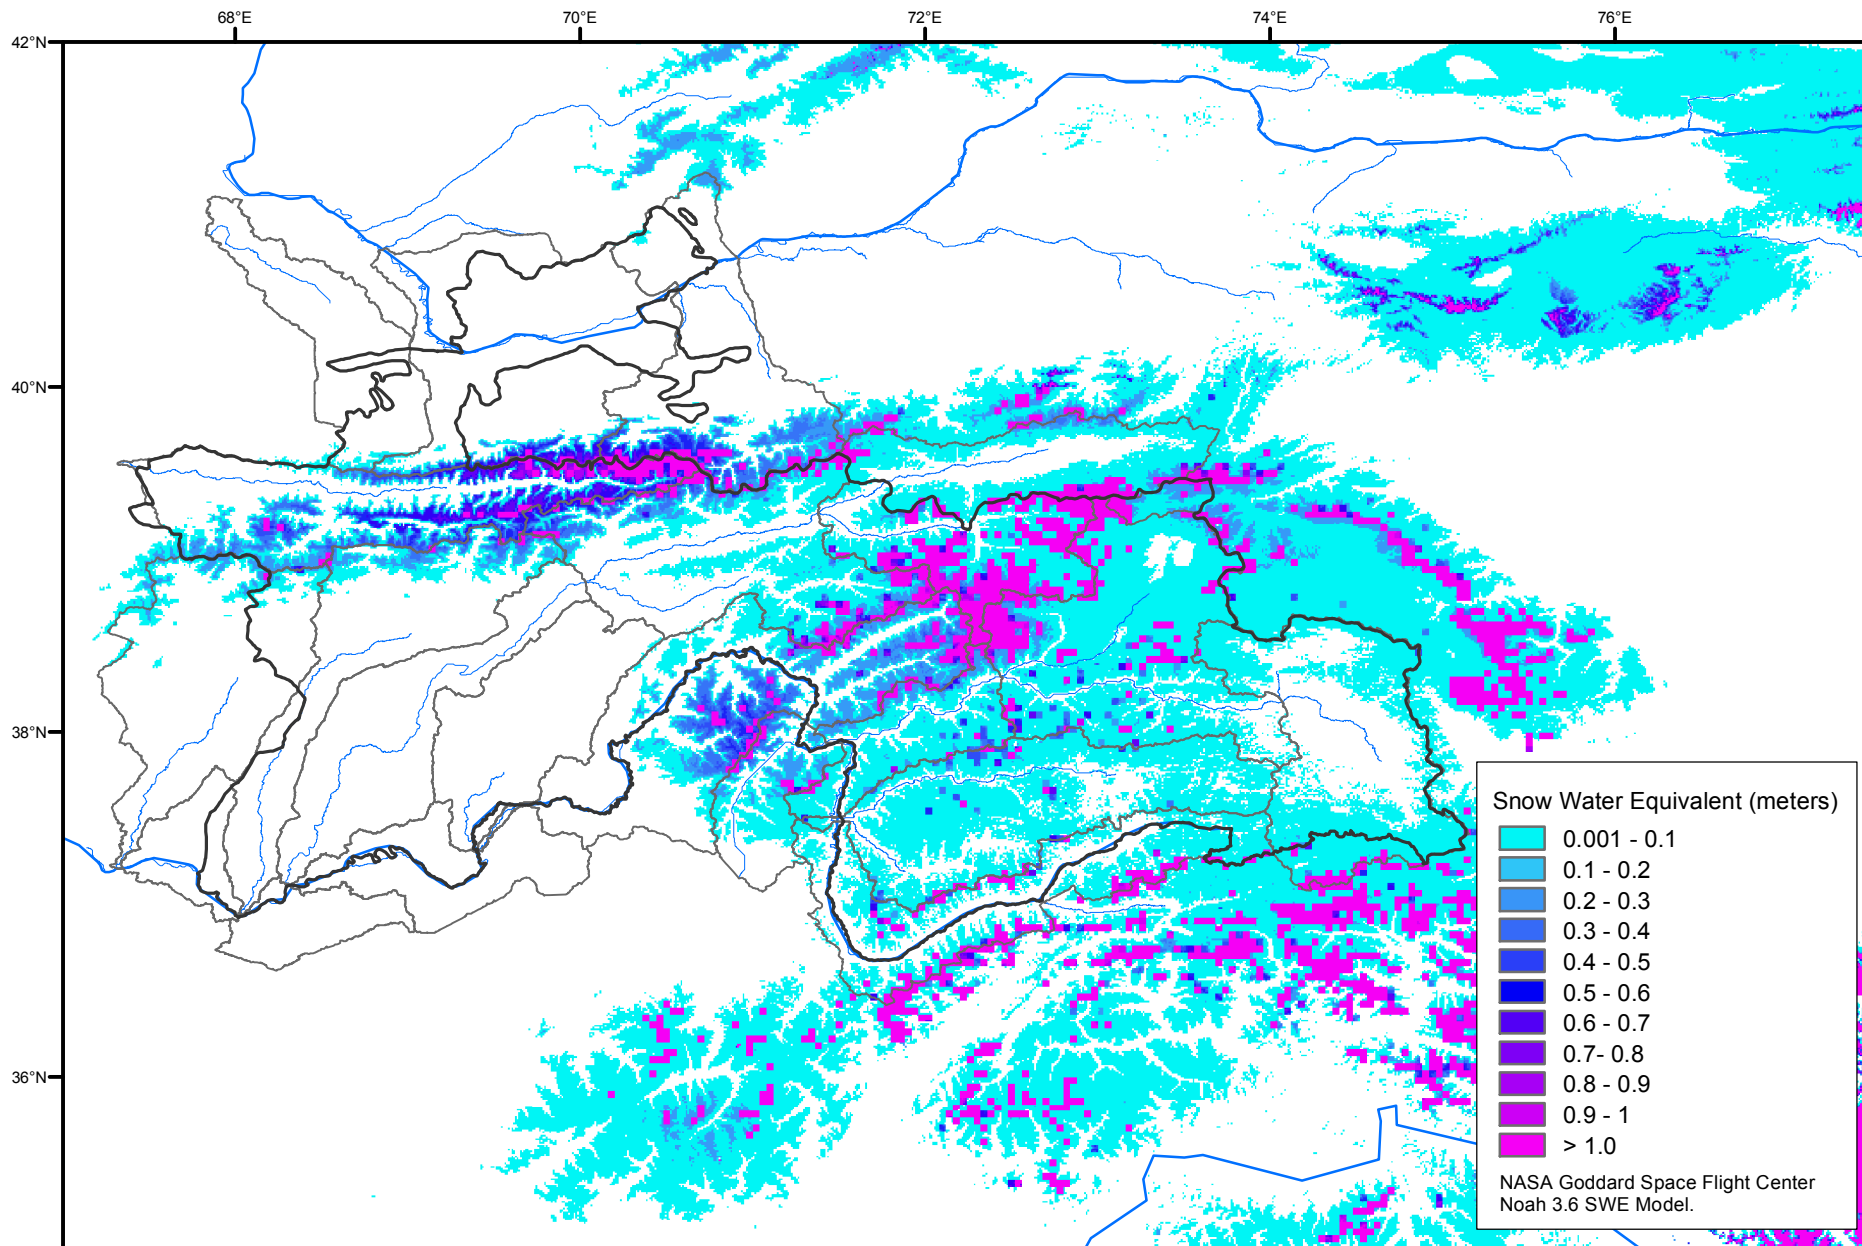 68°E
70°E
72°E
74°E
76°E
42°N
40°N
38°N
36°N
Snow Water Equivalent (meters)
0.001 - 0.1
0.1 - 0.2
0.2 - 0.3
0.3 - 0.4
0.4 - 0.5
0.5 - 0.6
0.6 - 0.7
0.7- 0.8
0.8 - 0.9
0.9 - 1
> 1.0
NASA Goddard Space Flight Center
Noah 3.6 SWE Model.